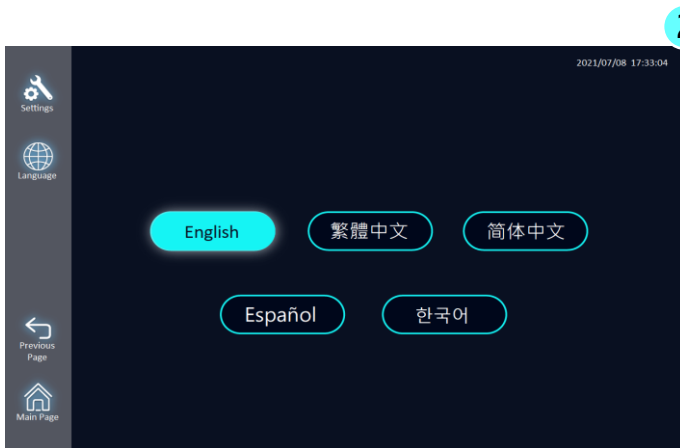 2021/07/08 17:33:04
Settings
Language
English
繁體中文
简体中文
Español
한국어
Previous
Page
Main Page